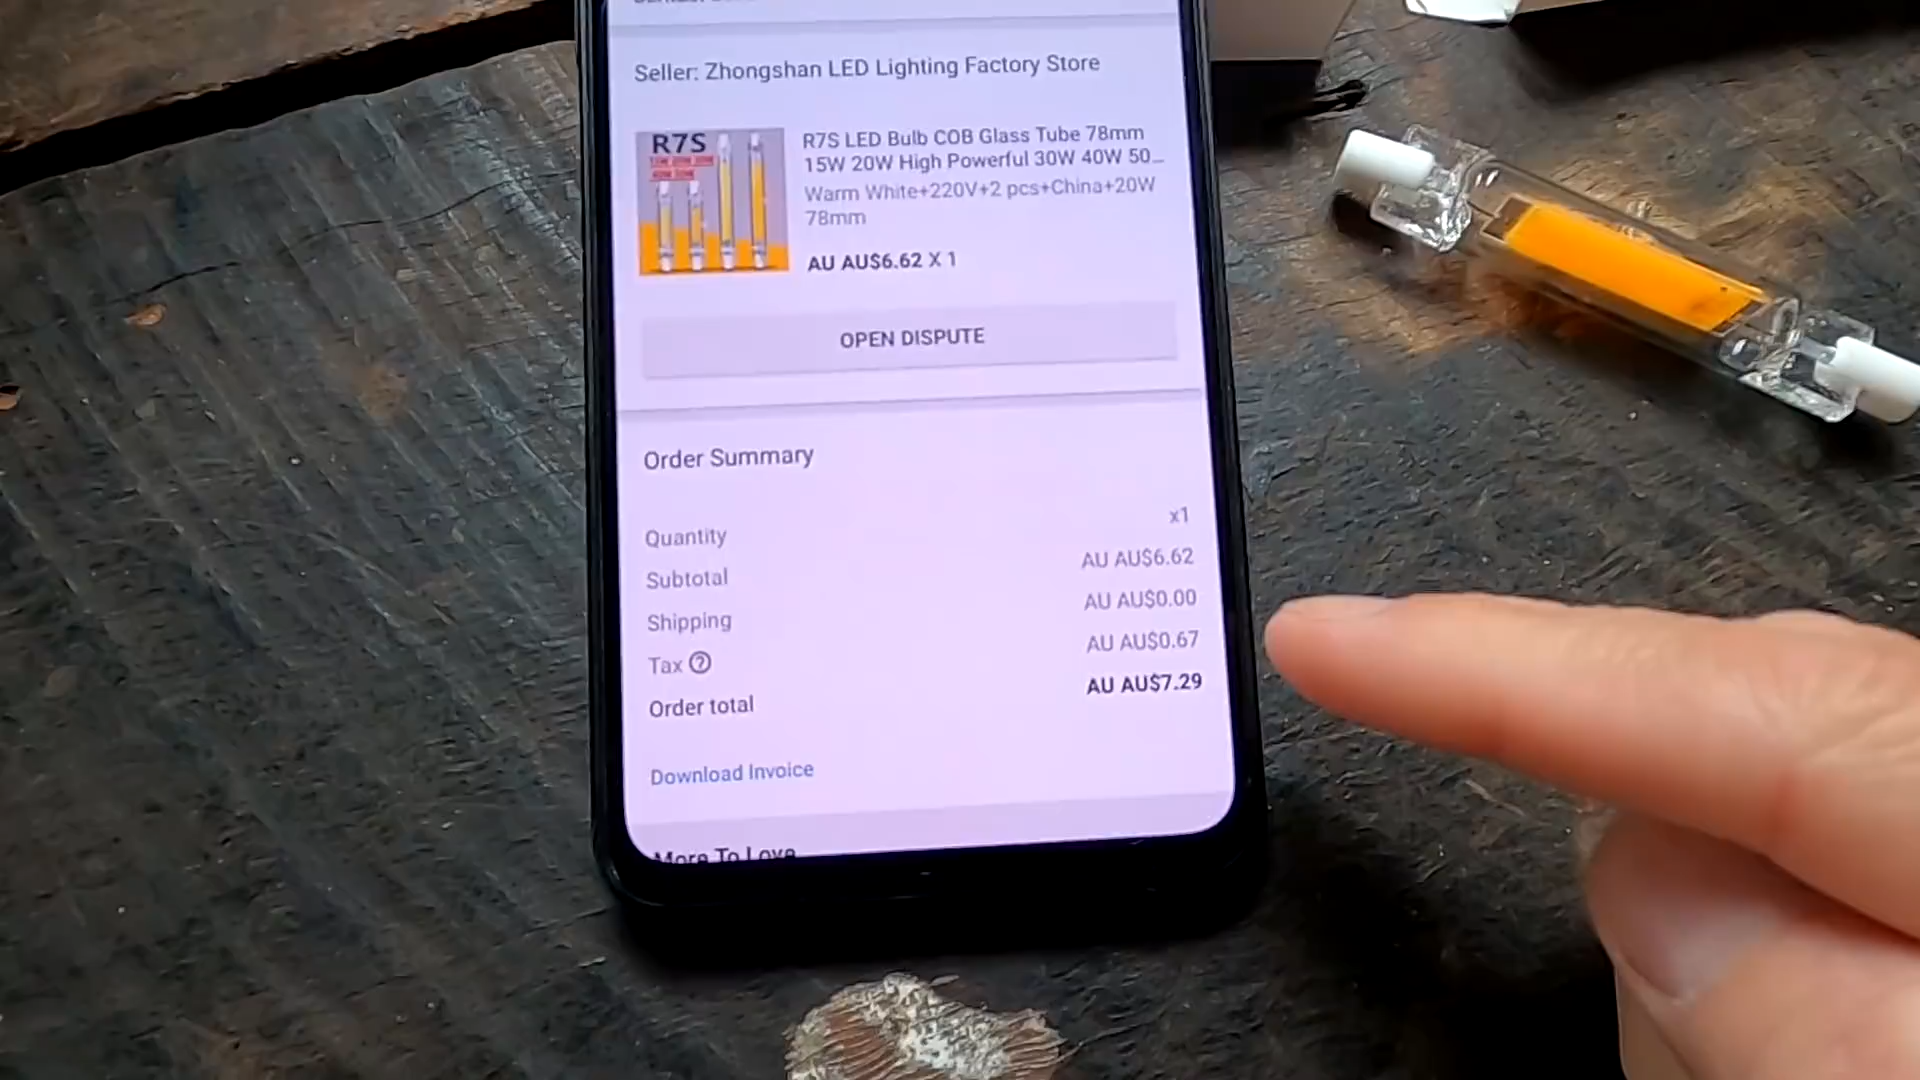 Seller: Zhongshan LED Lighting Factory Store
R7S
R7S LED Bulb COB Glass Tube 78mm
15W 20W High Powerful 30W 40W 50...
Warm White+220V+2 pcs+China+20W
78mm
AU AU$6.62 X 1
OPEN DISPUTE
Order Summary
Quantity x1
Subtotal AU AU$6.62
Shipping AU AU$0.00
Tax ? AU AU$0.67
Order total AU AU$7.29
Download Invoice
More To Love